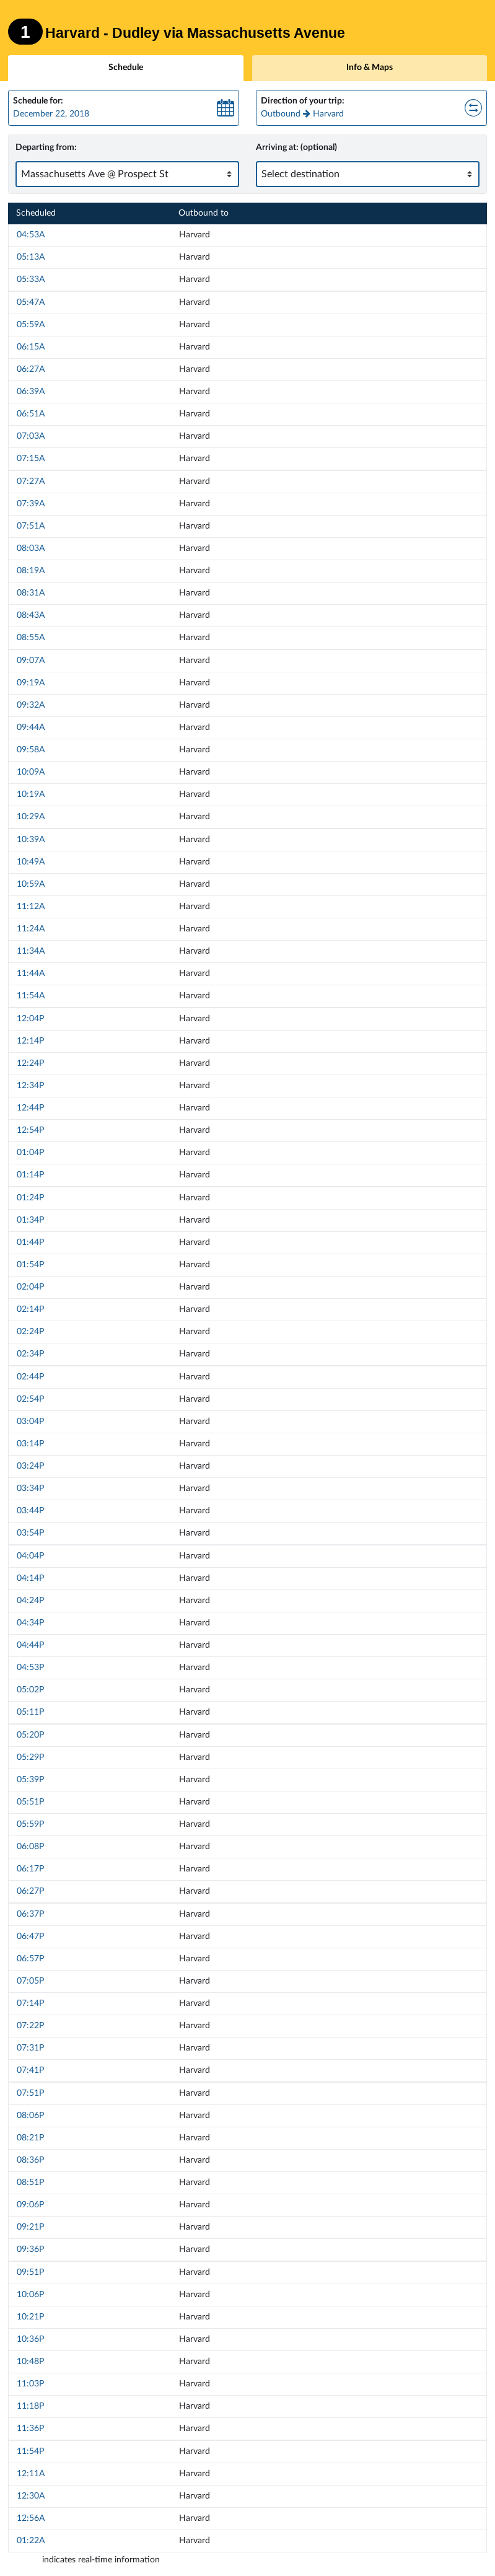 1 Harvard - Dudley via Massachusetts Avenue
Schedule Info & Maps
Schedule for:
December 22, 2018
Direction of your trip:
Outbound → Harvard
Departing from:
Massachusetts Ave @ Prospect St
Arriving at: (optional)
Select destination
Scheduled Outbound to
04:53A Harvard
05:13A Harvard
05:33A Harvard
05:47A Harvard
05:59A Harvard
06:15A Harvard
06:27A Harvard
06:39A Harvard
06:51A Harvard
07:03A Harvard
07:15A Harvard
07:27A Harvard
07:39A Harvard
07:51A Harvard
08:03A Harvard
08:19A Harvard
08:31A Harvard
08:43A Harvard
08:55A Harvard
09:07A Harvard
09:19A Harvard
09:32A Harvard
09:44A Harvard
09:58A Harvard
10:09A Harvard
10:19A Harvard
10:29A Harvard
10:39A Harvard
10:49A Harvard
10:59A Harvard
11:12A Harvard
11:24A Harvard
11:34A Harvard
11:44A Harvard
11:54A Harvard
12:04P Harvard
12:14P Harvard
12:24P Harvard
12:34P Harvard
12:44P Harvard
12:54P Harvard
01:04P Harvard
01:14P Harvard
01:24P Harvard
01:34P Harvard
01:44P Harvard
01:54P Harvard
02:04P Harvard
02:14P Harvard
02:24P Harvard
02:34P Harvard
02:44P Harvard
02:54P Harvard
03:04P Harvard
03:14P Harvard
03:24P Harvard
03:34P Harvard
03:44P Harvard
03:54P Harvard
04:04P Harvard
04:14P Harvard
04:24P Harvard
04:34P Harvard
04:44P Harvard
04:53P Harvard
05:02P Harvard
05:11P Harvard
05:20P Harvard
05:29P Harvard
05:39P Harvard
05:51P Harvard
05:59P Harvard
06:08P Harvard
06:17P Harvard
06:27P Harvard
06:37P Harvard
06:47P Harvard
06:57P Harvard
07:05P Harvard
07:14P Harvard
07:22P Harvard
07:31P Harvard
07:41P Harvard
07:51P Harvard
08:06P Harvard
08:21P Harvard
08:36P Harvard
08:51P Harvard
09:06P Harvard
09:21P Harvard
09:36P Harvard
09:51P Harvard
10:06P Harvard
10:21P Harvard
10:36P Harvard
10:48P Harvard
11:03P Harvard
11:18P Harvard
11:36P Harvard
11:54P Harvard
12:11A Harvard
12:30A Harvard
12:56A Harvard
01:22A Harvard
indicates real-time information